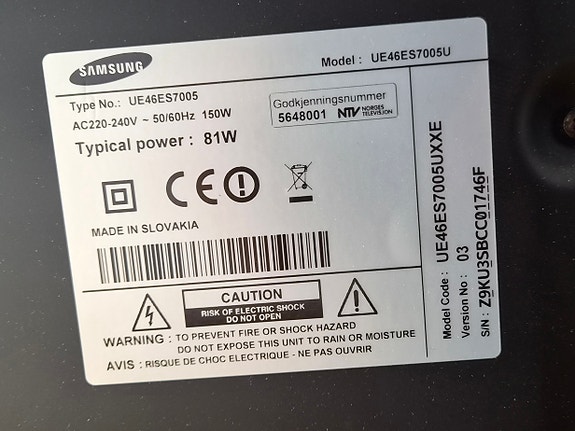 SAMSUNG
Model : UE46ES7005U
Type No.: UE46ES7005
AC220-240V ~ 50/60Hz 150W
Typical power : 81W
Godkjenningsnummer
5648001 NTV NORGES TELEVISION
CE
MADE IN SLOVAKIA
CAUTION
RISK OF ELECTRIC SHOCK
DO NOT OPEN
WARNING : TO PREVENT FIRE OR SHOCK HAZARD
DO NOT EXPOSE THIS UNIT TO RAIN OR MOISTURE
AVIS : RISQUE DE CHOC ELECTRIQUE - NE PAS OUVRIR
Model Code : UE46ES7005UXXE
Version No : 03
S/N : Z9KU3SBCC01746F